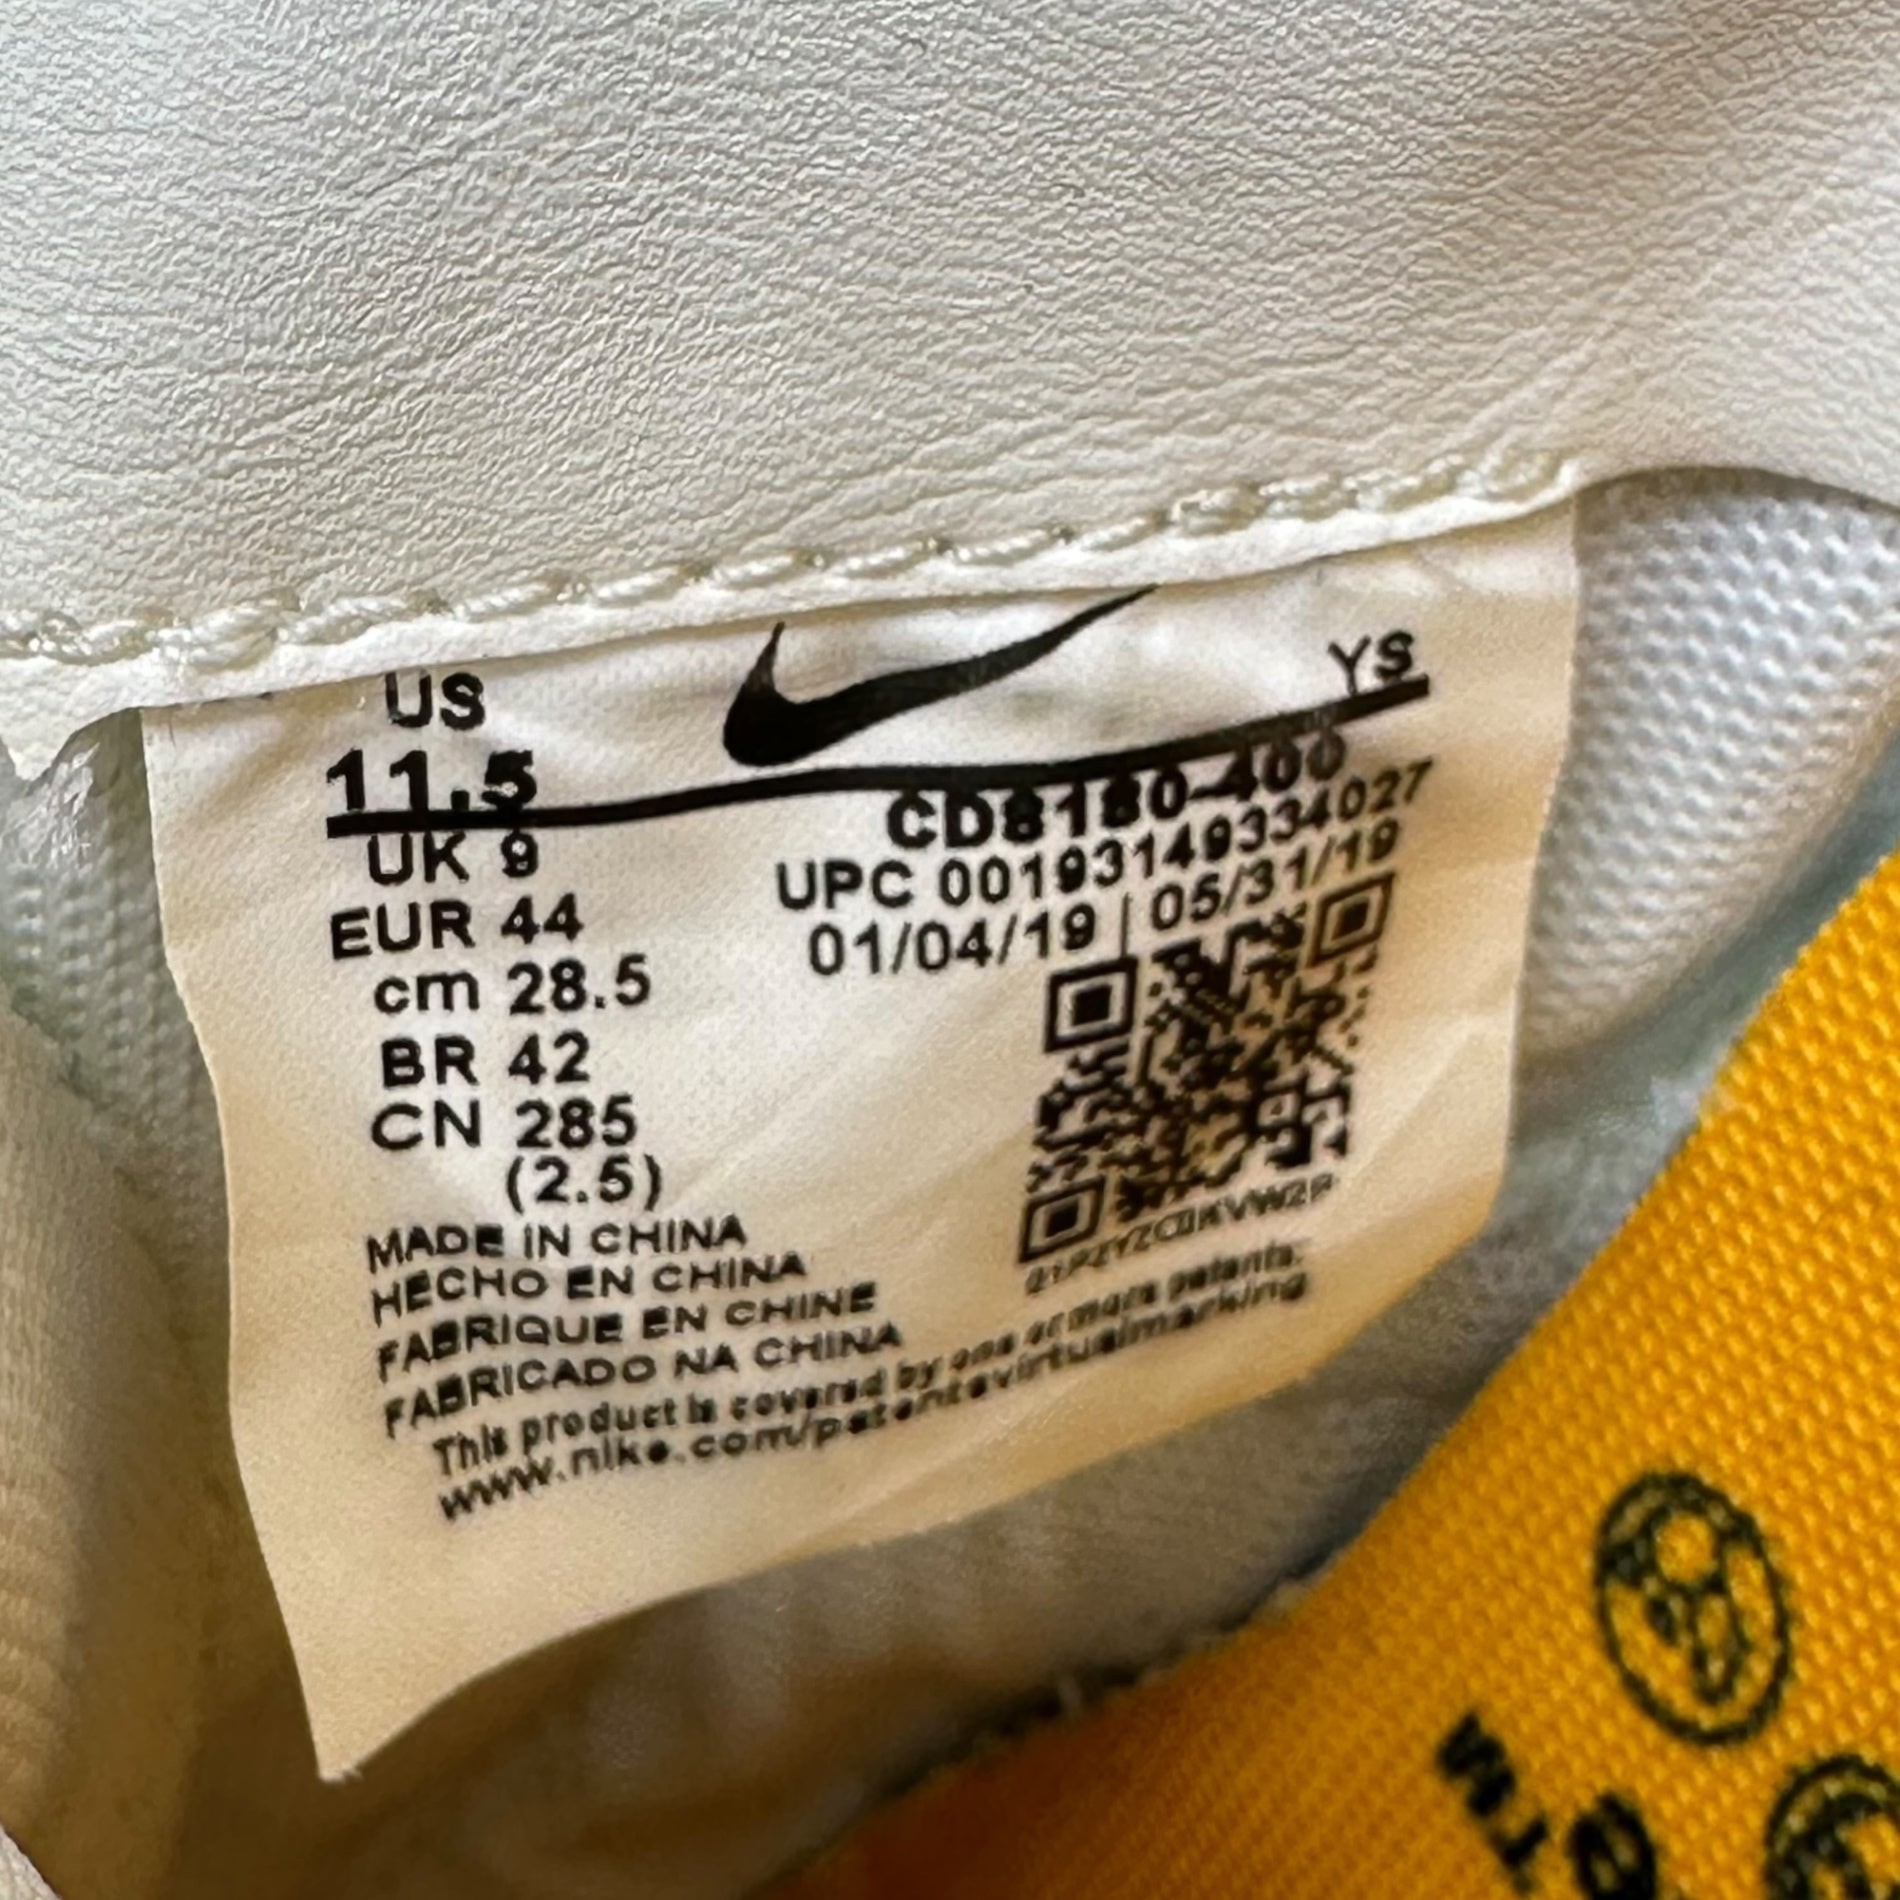 US
11.5
UK 9
EUR 44
cm 28.5
BR 42
CN 285
(2.5)
YS
CD8180-400
UPC 00193149334027
01/04/19 | 05/31/19
MADE IN CHINA
HECHO EN CHINA
FABRIQUE EN CHINE
FABRICADO NA CHINA
This product is covered by one or more patents.
www.nike.com/patentsvirtualmarking
TM